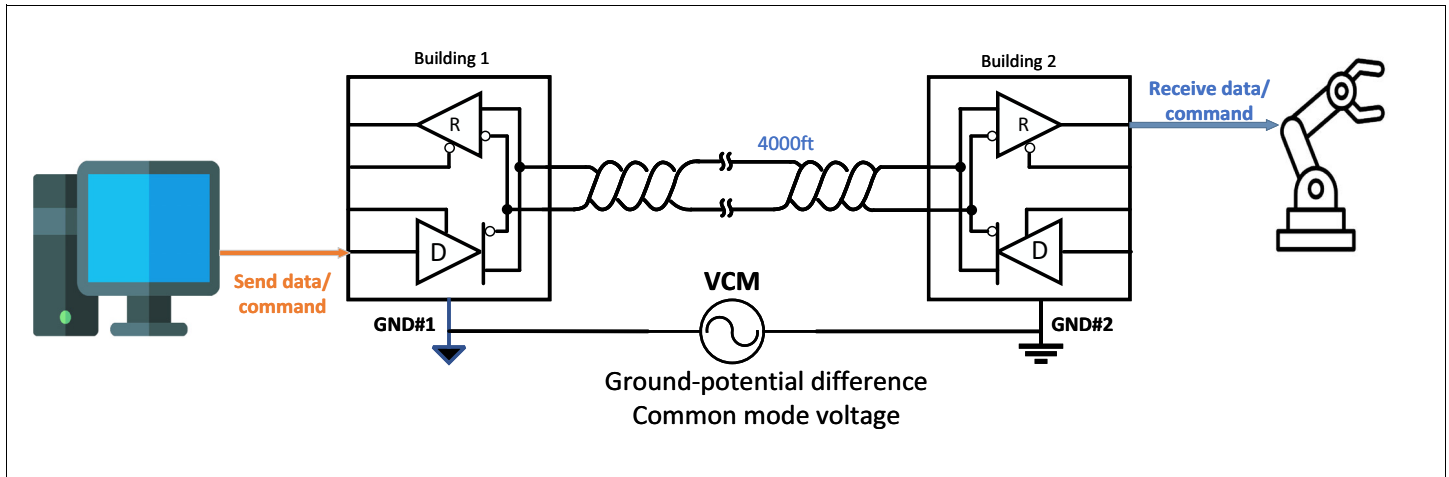 Building 1
Building 2
R
R
Receive data/
command
4000ft
D
D
Send data/
command
VCM
GND#1
GND#2
Ground-potential difference
Common mode voltage